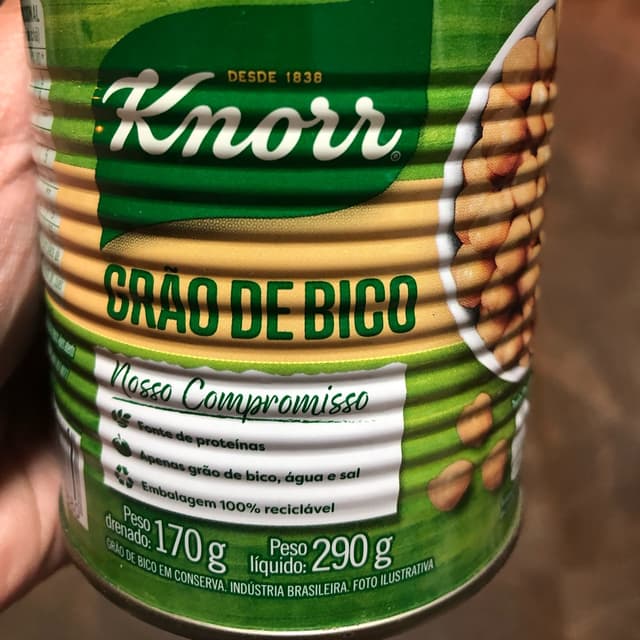 DESDE 1838
Knorr®
GRÃO DE BICO
Nosso Compromisso
Fonte de proteínas
Apenas grão de bico, água e sal
Embalagem 100% reciclável
Peso drenado: 170 g
Peso líquido: 290 g
GRÃO DE BICO EM CONSERVA. INDÚSTRIA BRASILEIRA. FOTO ILUSTRATIVA